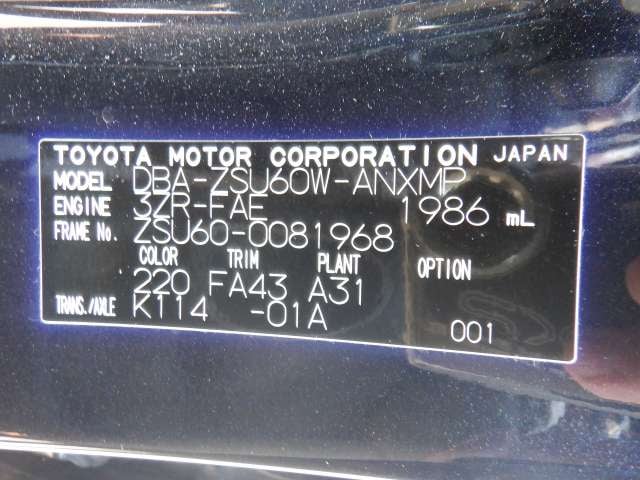 TOYOTA MOTOR CORPORATION JAPAN
MODEL DBA-ZSU60W-ANXMP
ENGINE 3ZR-FAE 1986 mL
FRAME No. ZSU60-0081968
COLOR TRIM PLANT OPTION
220 FA43 A31
TRANS./AXLE K114 -01A
001